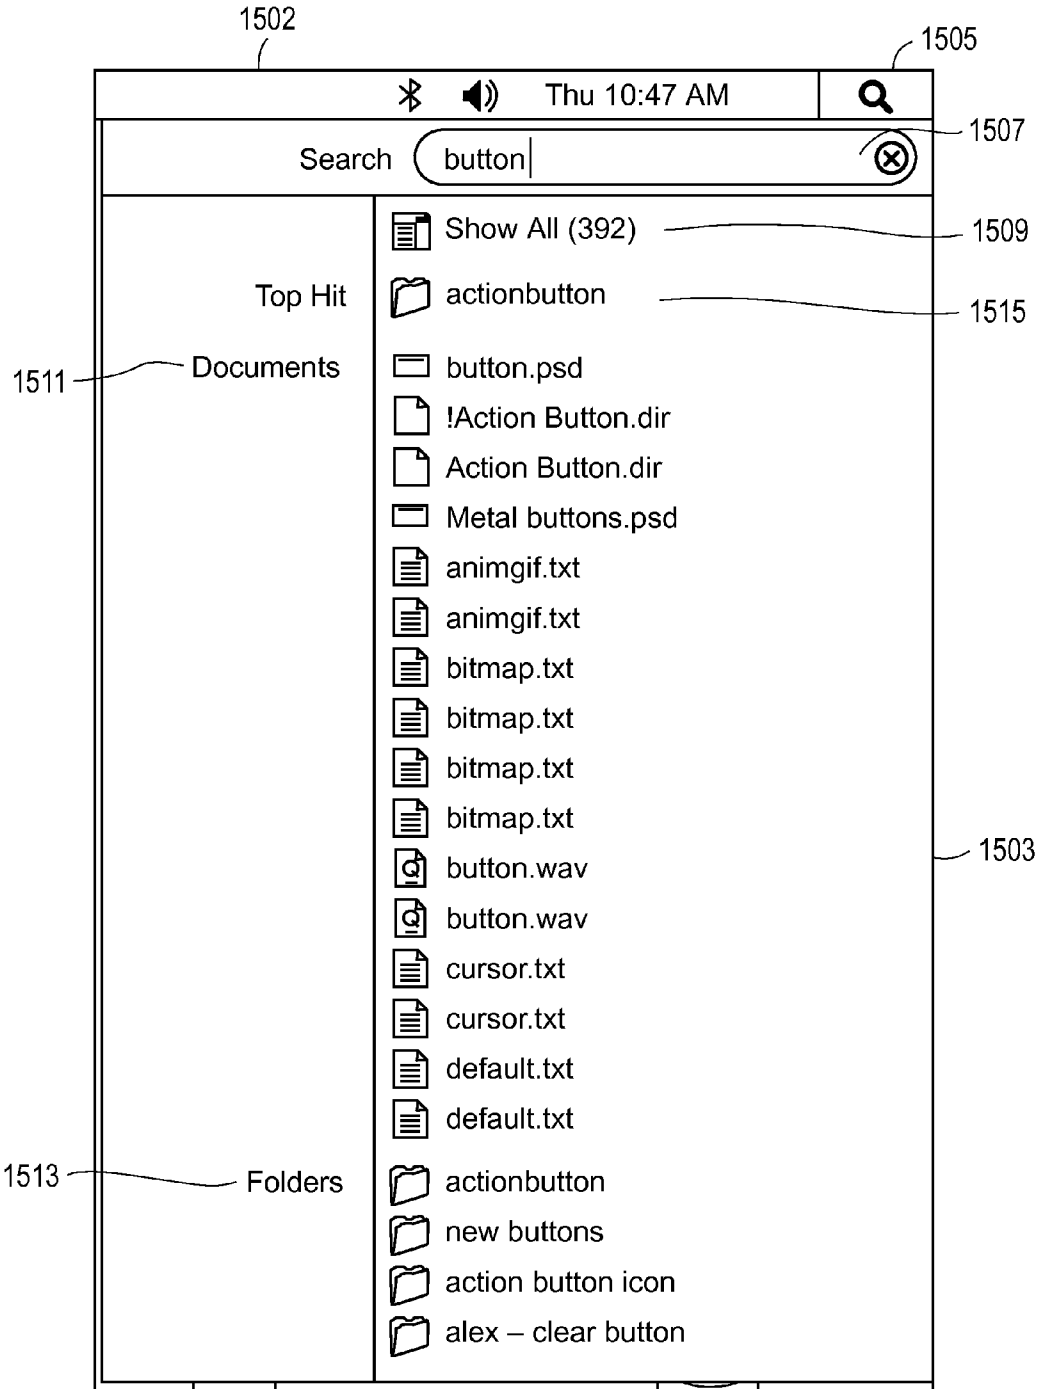 1502
1505
Thu 10:47 AM
1507
Search button
Show All (392)
1509
Top Hit actionbutton
1515
1511
Documents button.psd
!Action Button.dir
Action Button.dir
Metal buttons.psd
animgif.txt
animgif.txt
bitmap.txt
bitmap.txt
bitmap.txt
bitmap.txt
1503
button.wav
button.wav
cursor.txt
cursor.txt
default.txt
default.txt
1513
Folders actionbutton
new buttons
action button icon
alex – clear button